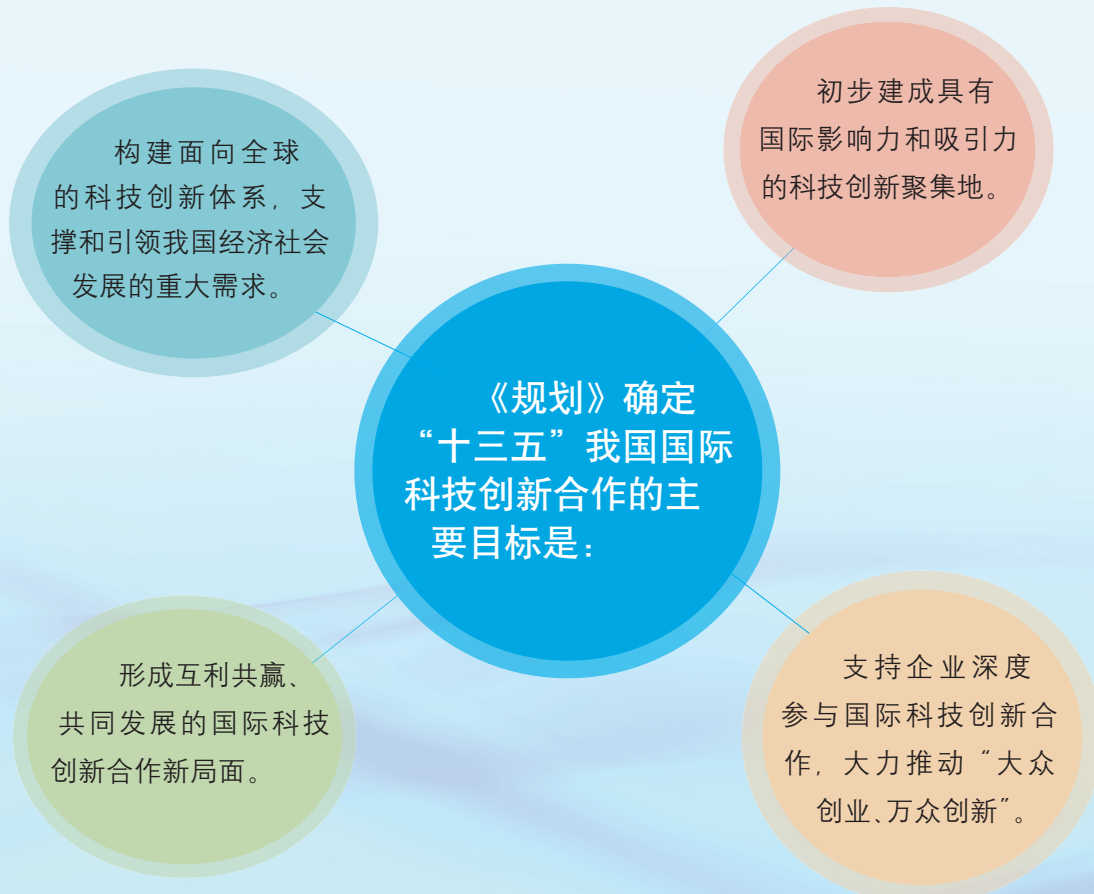 构建面向全球
的科技创新体系，支
撑和引领我国经济社会
发展的重大需求。
初步建成具有
国际影响力和吸引力
的科技创新聚集地。
《规划》确定
“十三五”我国国际
科技创新合作的主
要目标是：
形成互利共赢、
共同发展的国际科技
创新合作新局面。
支持企业深度
参与国际科技创新合
作，大力推动“大众
创业、万众创新”。